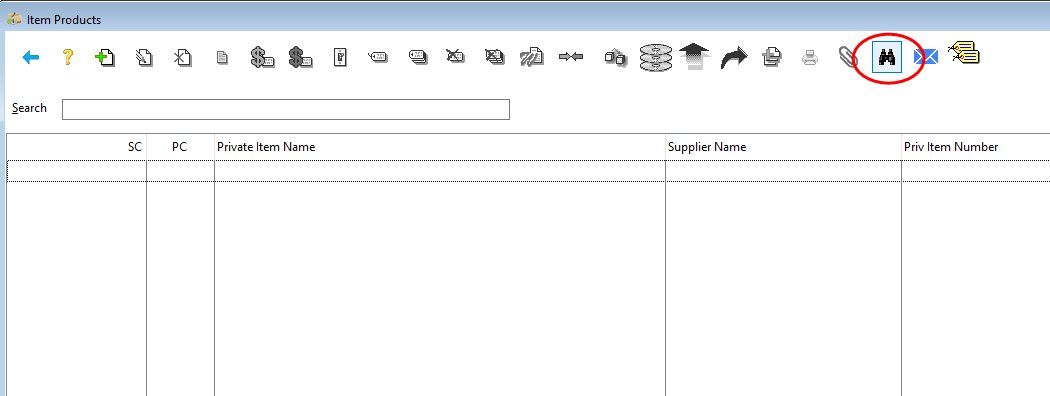 Item Products
Search
SC PC Private Item Name Supplier Name Priv Item Number